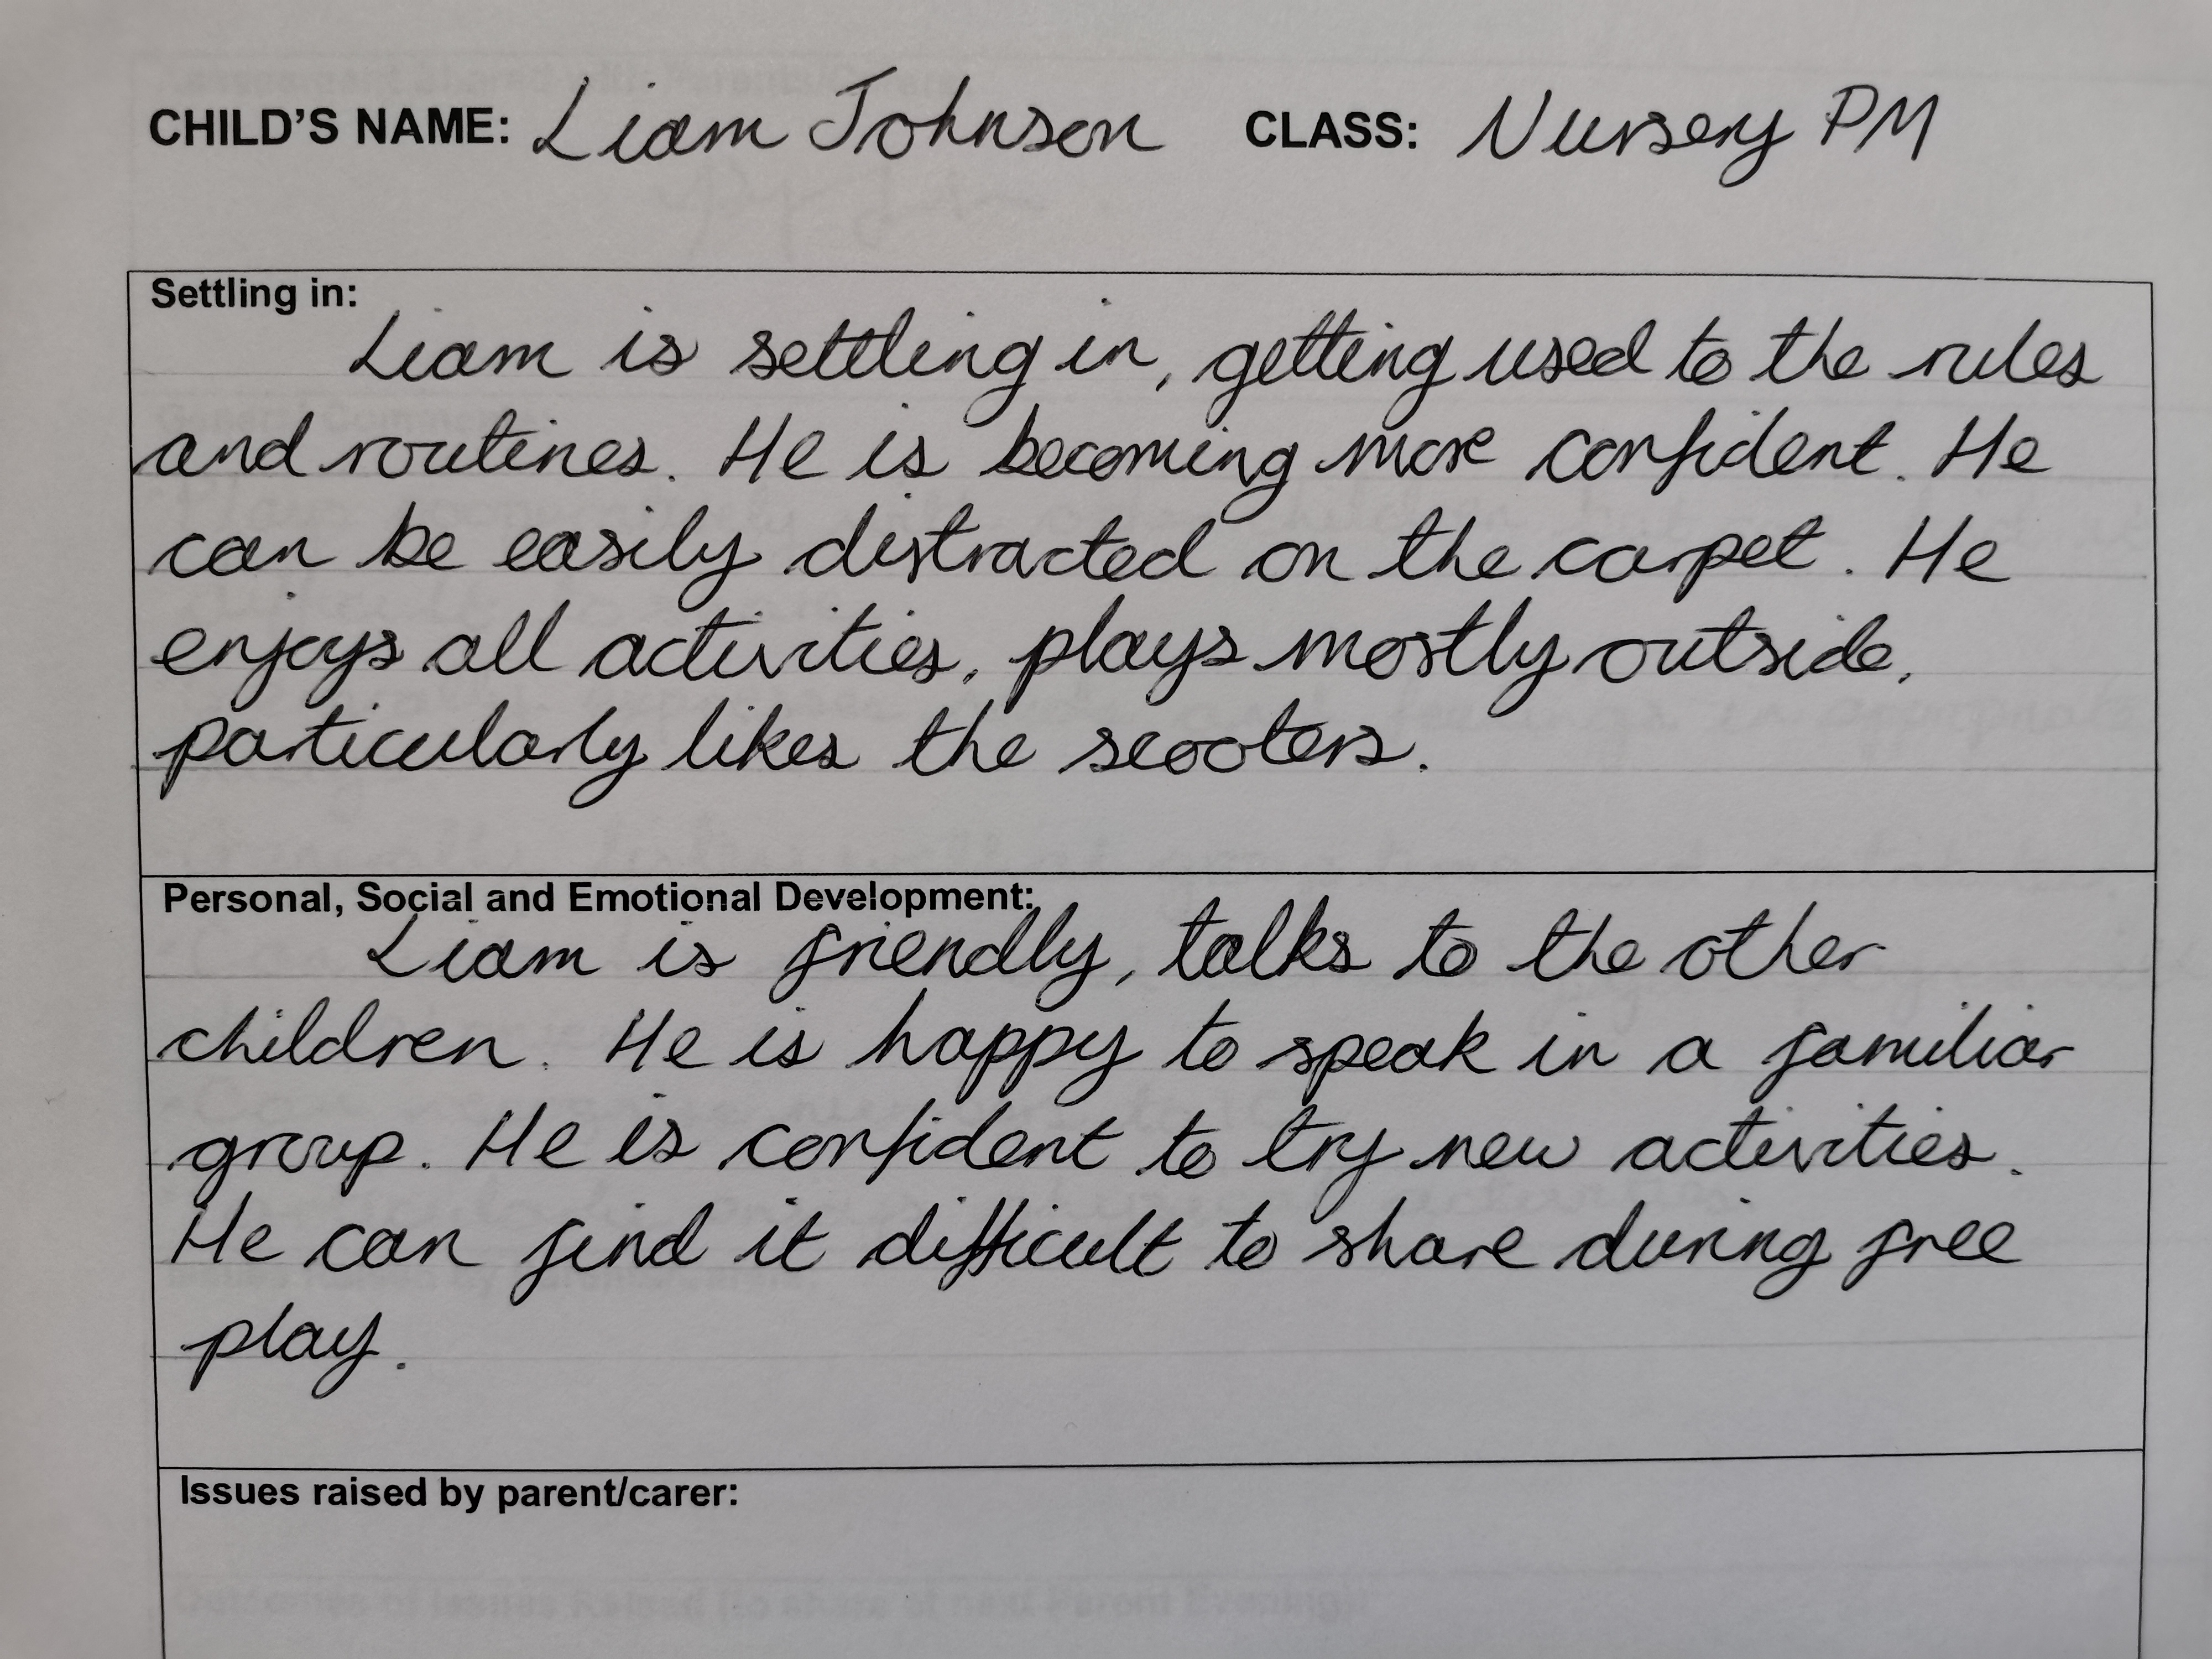 CHILD'S NAME: Liam Johnson CLASS: Nursery PM
Settling in:
Liam is settling in, getting used to the rules
and routines. He is becoming more confident. He
can be easily distracted on the carpet. He
enjoys all activities, plays mostly outside,
particularly likes the scooters.
Personal, Social and Emotional Development:
Liam is friendly, talks to the other
children. He is happy to speak in a familiar
group. He is confident to try new activities.
He can find it difficult to share during free
play.
Issues raised by parent/carer: